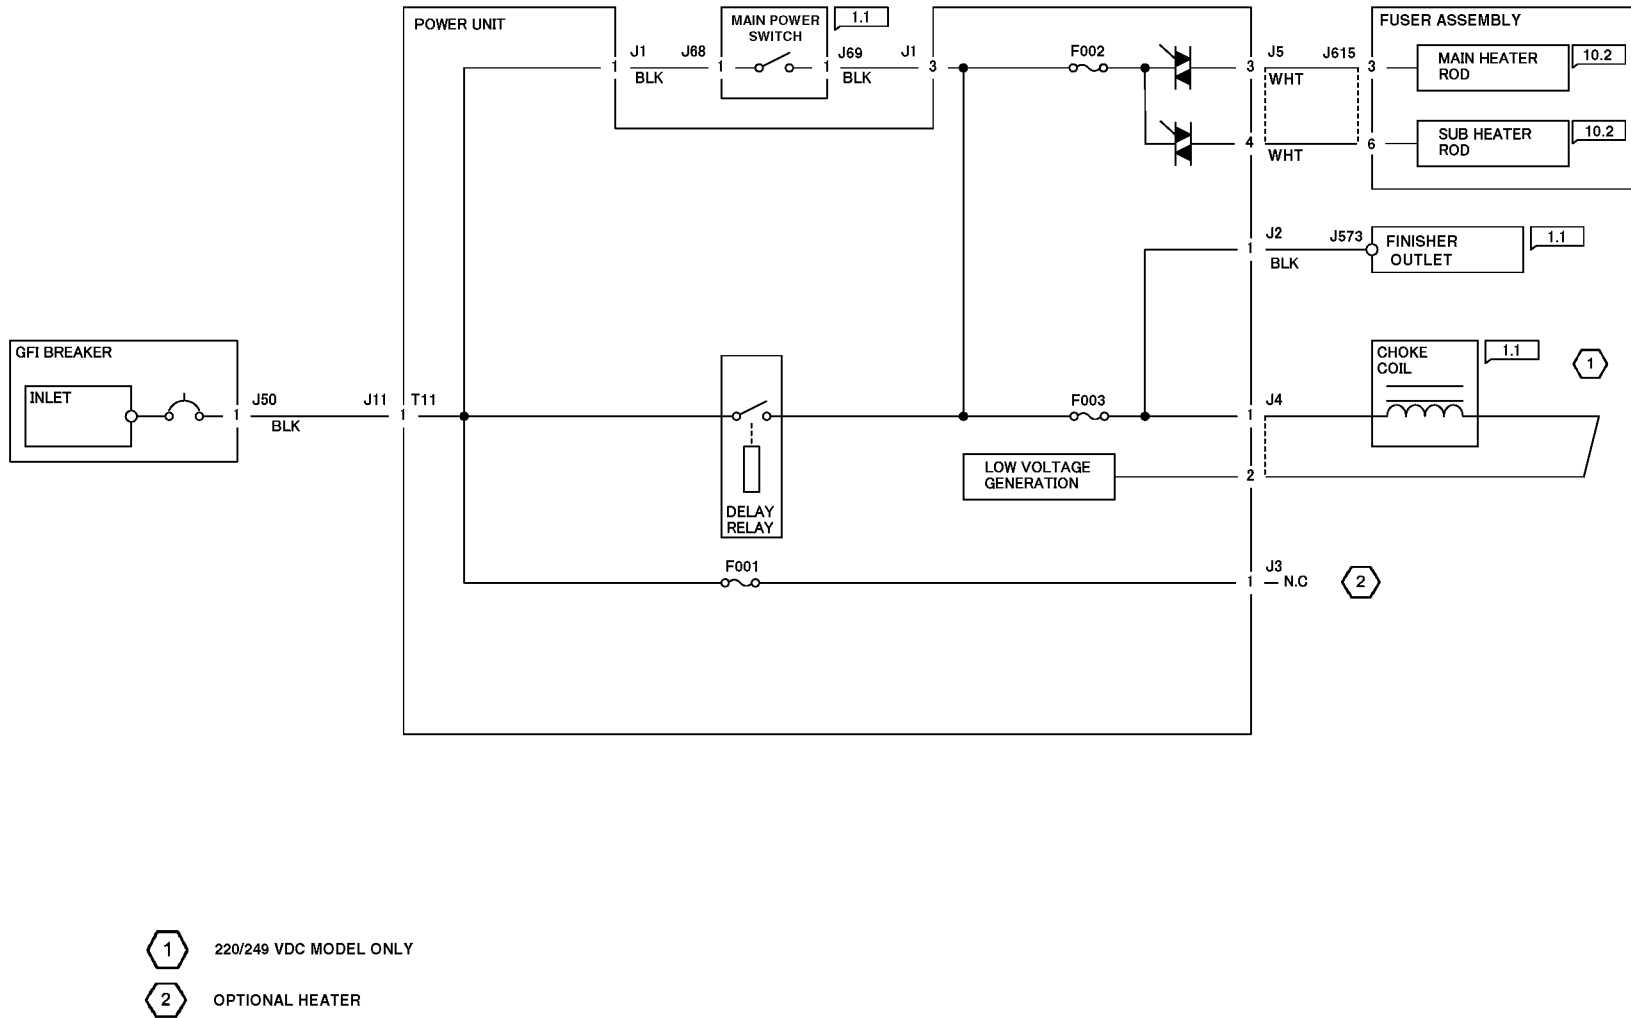 POWER UNIT
MAIN POWER
SWITCH
1.1
J1
J68
J69
J1
1
BLK
1
1
BLK
3
F002
3
J5
WHT
J615
3
4
WHT
6
FUSER ASSEMBLY
MAIN HEATER
ROD
10.2
SUB HEATER
ROD
10.2
J2
1
BLK
J573
FINISHER
OUTLET
1.1
GFI BREAKER
INLET
1
J50
BLK
J11
1
T11
DELAY
RELAY
F003
1
J4
CHOKE
COIL
1.1
1
LOW VOLTAGE
GENERATION
2
F001
1
J3
N.C
2
1 220/249 VDC MODEL ONLY
2 OPTIONAL HEATER